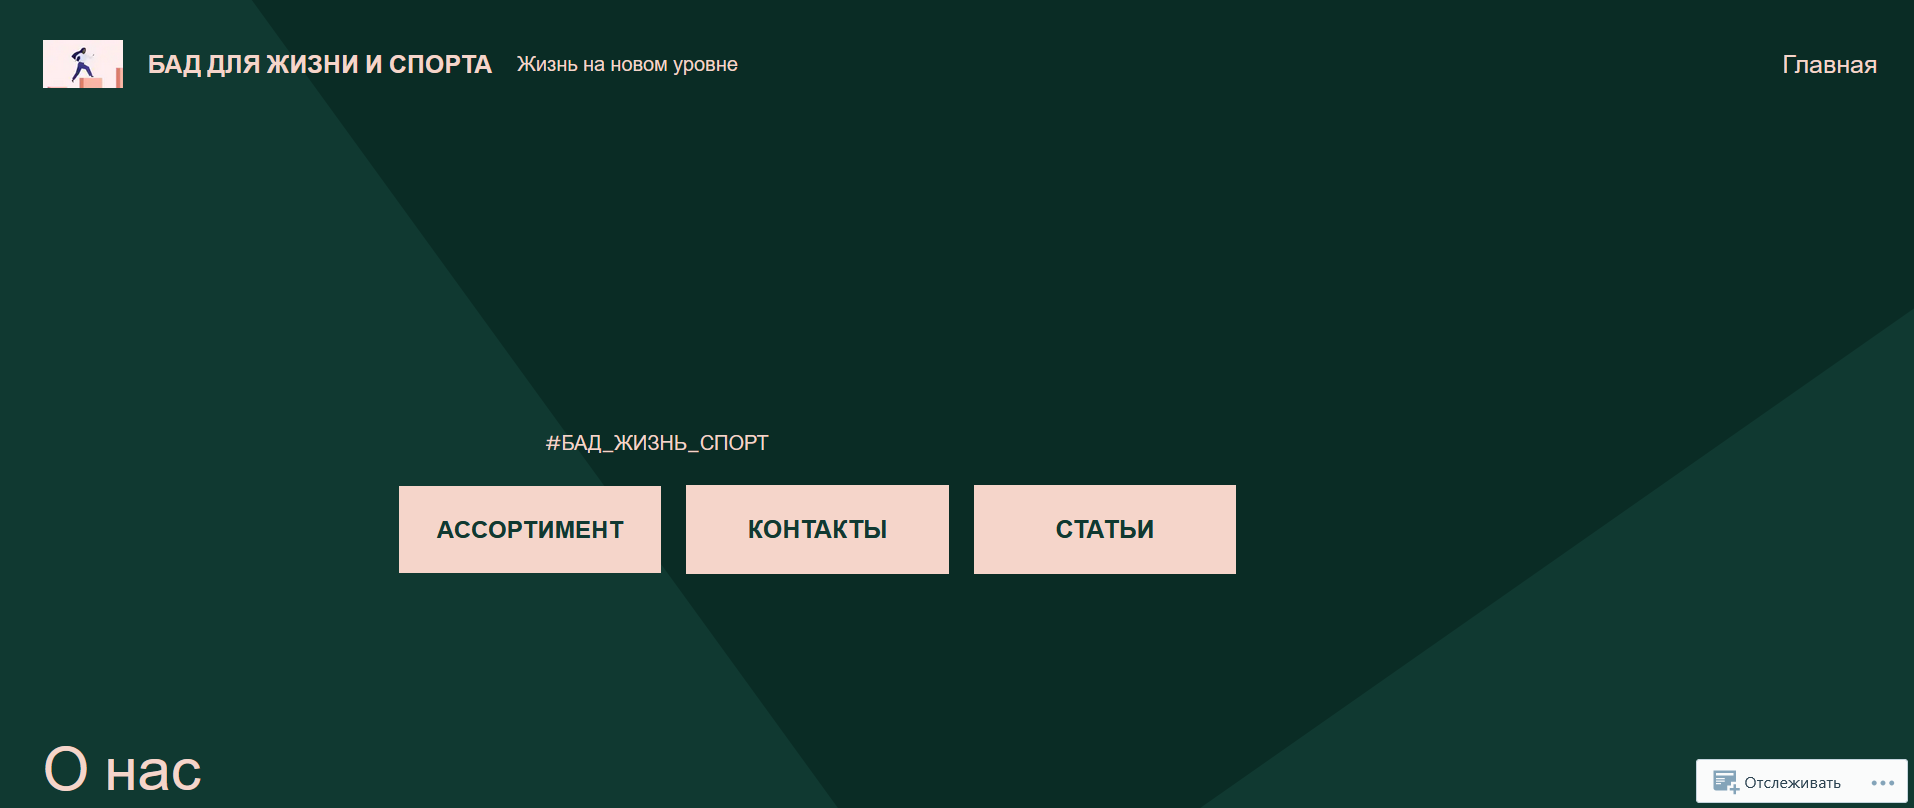 БАД ДЛЯ ЖИЗНИ И СПОРТА
Жизнь на новом уровне
Главная
#БАД_ЖИЗНЬ_СПОРТ
АССОРТИМЕНТ
КОНТАКТЫ
СТАТЬИ
О нас
Отслеживать